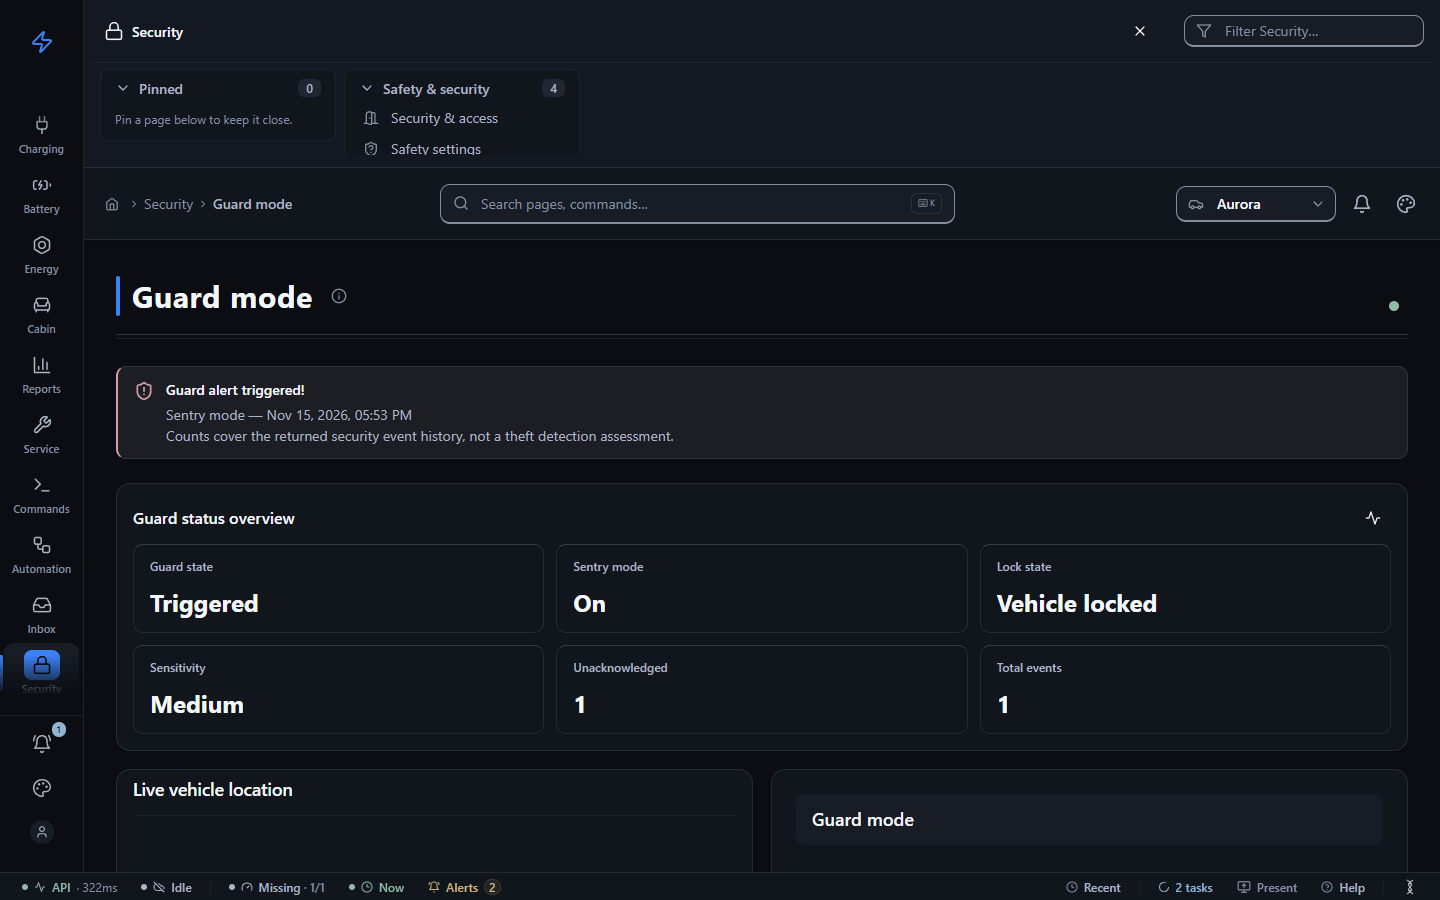 Security
Filter Security...
Pinned
0
Pin a page below to keep it close.
Safety & security
4
Security & access
Safety settings
Security
Guard mode
Search pages, commands...
K
Aurora
Charging
Battery
Energy
Cabin
Reports
Service
Commands
Automation
Inbox
Security
1
Guard mode
Guard alert triggered!
Sentry mode — Nov 15, 2026, 05:53 PM
Counts cover the returned security event history, not a theft detection assessment.
Guard status overview
Guard state
Triggered
Sentry mode
On
Lock state
Vehicle locked
Sensitivity
Medium
Unacknowledged
1
Total events
1
Live vehicle location
Guard mode
API · 322ms
Idle
Missing · 1/1
Now
Alerts 2
Recent
2 tasks
Present
Help